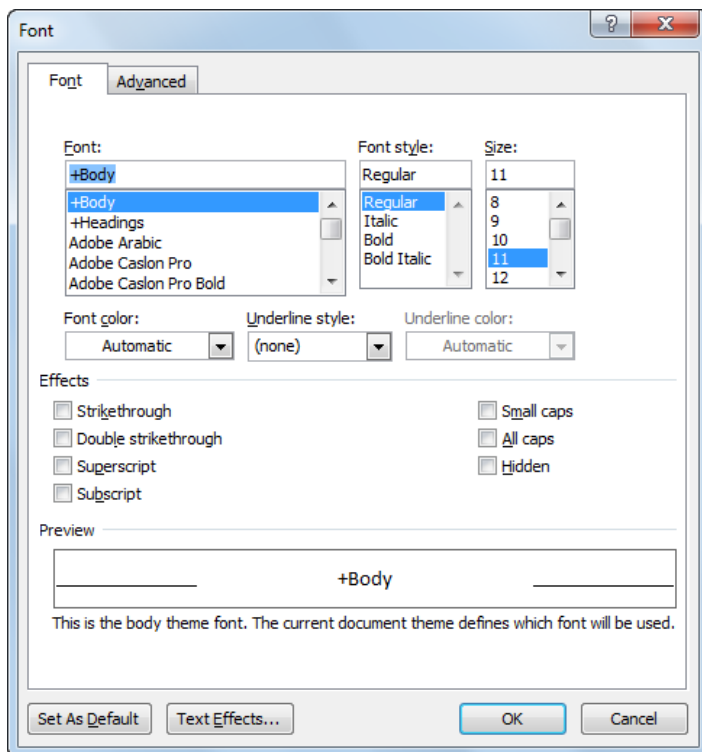 Font
Font Advanced
Font: Font style: Size:
+Body Regular 11
+Body Regular 8
+Headings Italic 9
Adobe Arabic Bold 10
Adobe Caslon Pro Bold Italic 11
Adobe Caslon Pro Bold 12
Font color: Underline style: Underline color:
Automatic (none) Automatic
Effects
Strikethrough Small caps
Double strikethrough All caps
Superscript Hidden
Subscript
Preview
+Body
This is the body theme font. The current document theme defines which font will be used.
Set As Default Text Effects... OK Cancel